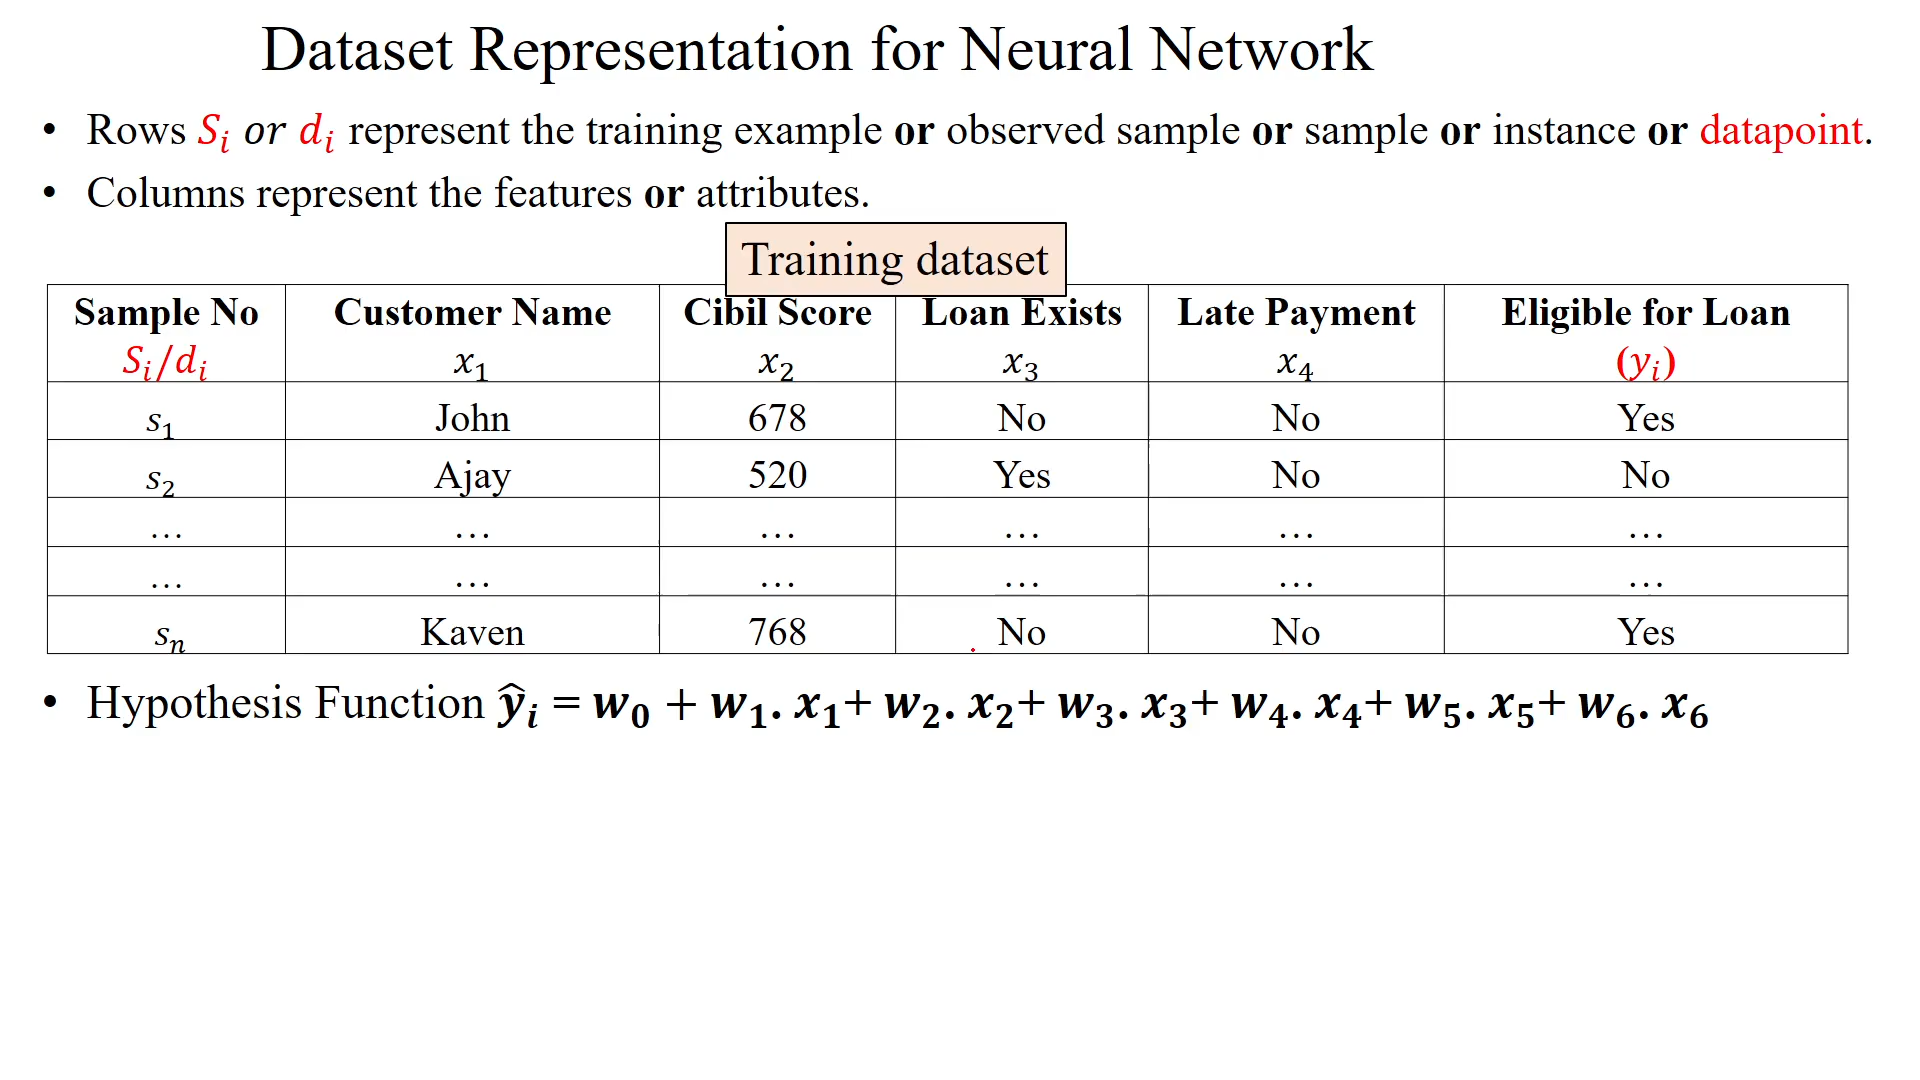 Dataset Representation for Neural Network
• Rows Sᵢ or dᵢ represent the training example or observed sample or sample or instance or datapoint.
• Columns represent the features or attributes.
Training dataset
Sample No Customer Name Cibil Score Loan Exists Late Payment Eligible for Loan
Sᵢ/dᵢ x₁ x₂ x₃ x₄ (yᵢ)
s₁ John 678 No No Yes
s₂ Ajay 520 Yes No No
… … … … … …
… … … … … …
sₙ Kaven 768 No No Yes
• Hypothesis Function ŷᵢ = w₀ + w₁. x₁+ w₂. x₂+ w₃. x₃+ w₄. x₄+ w₅. x₅+ w₆. x₆